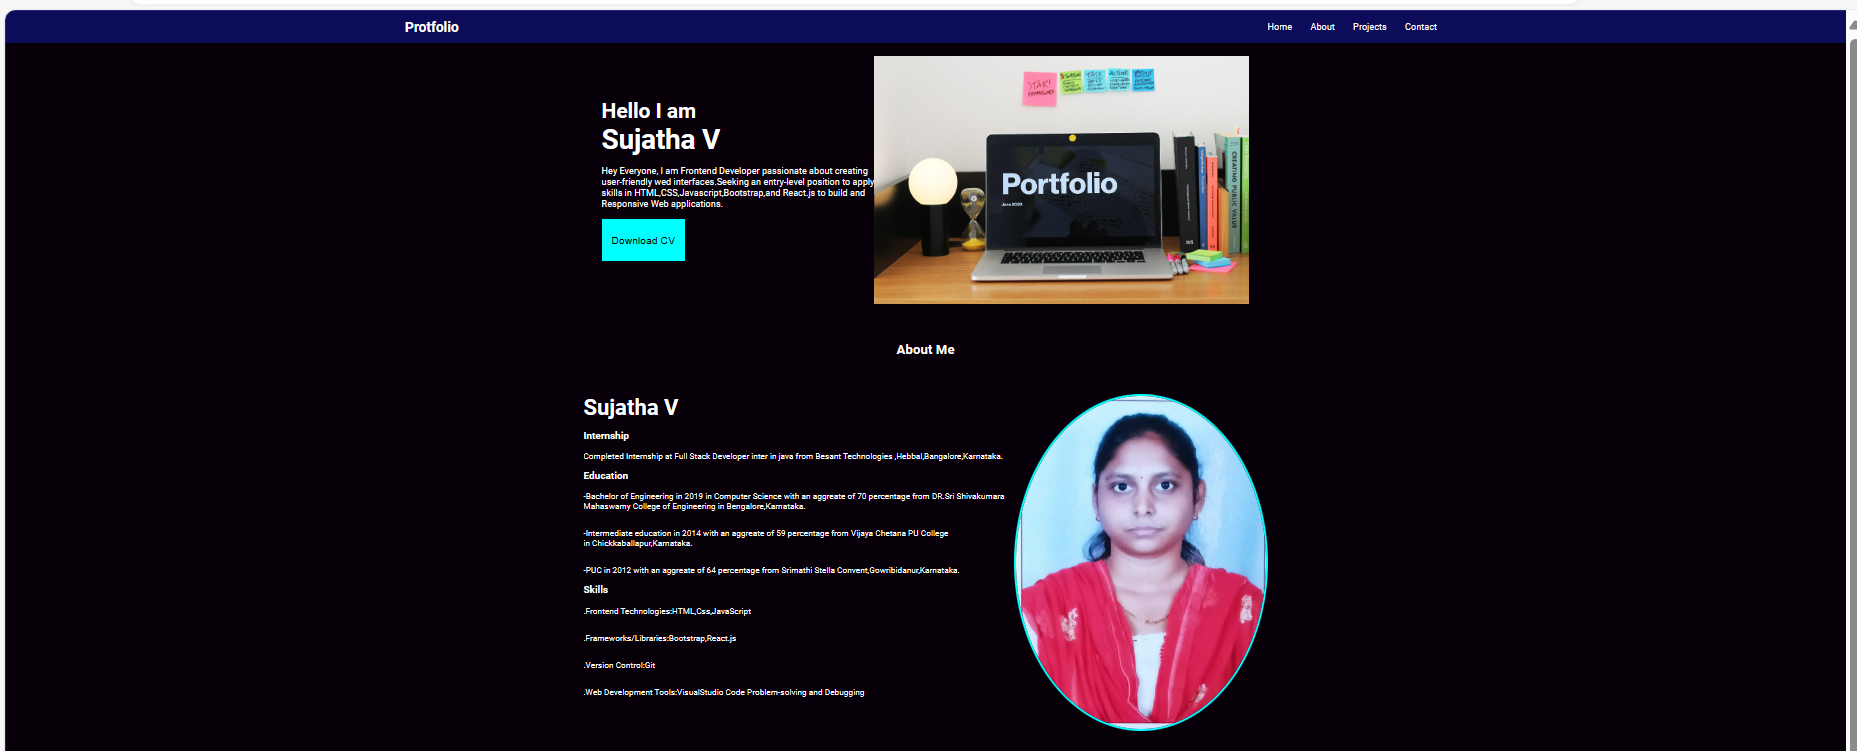 Protfolio
Home About Projects Contact
Hello I am
Sujatha V
Hey Everyone, I am Frontend Developer passionate about creating
user-friendly wed interfaces.Seeking an entry-level position to apply
skills in HTML,CSS,Javascript,Bootstrap,and React.js to build and
Responsive Web applications.
Download CV
START
Portfolio
CREATING PUBLIC VALUE
About Me
Sujatha V
Internship
Completed Internship at Full Stack Developer inter in java from Besant Technologies ,Hebbal,Bangalore,Karnataka.
Education
-Bachelor of Engineering in 2019 in Computer Science with an aggreate of 70 percentage from DR.Sri Shivakumara
Mahaswamy College of Engineering in Bengalore,Karnataka.
-Intermediate education in 2014 with an aggreate of 59 percentage from Vijaya Chetana PU College
in Chickkaballapur,Karnataka.
-PUC in 2012 with an aggreate of 64 percentage from Srimathi Stella Convent,Gowribidanur,Karnataka.
Skills
.Frontend Technologies:HTML,Css,JavaScript
.Frameworks/Libraries:Bootstrap,React.js
.Version Control:Git
.Web Development Tools:VisualStudio Code Problem-solving and Debugging